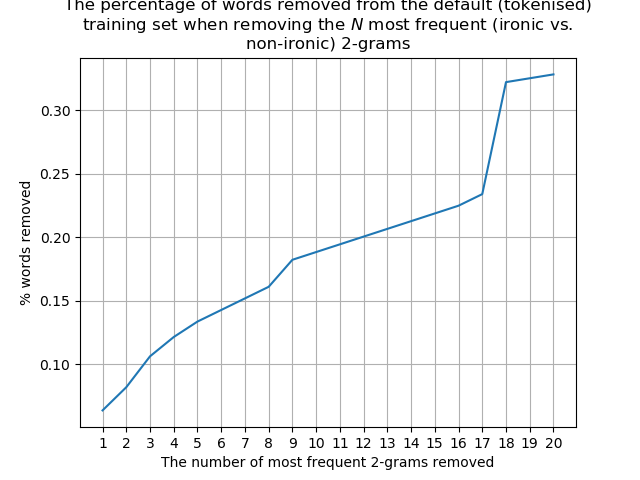 The percentage of words removed from the default (tokenised)
training set when removing the N most frequent (ironic vs.
non-ironic) 2-grams
0.30
0.25
0.20
0.15
0.10
% words removed
1 2 3 4 5 6 7 8 9 10 11 12 13 14 15 16 17 18 19 20
The number of most frequent 2-grams removed